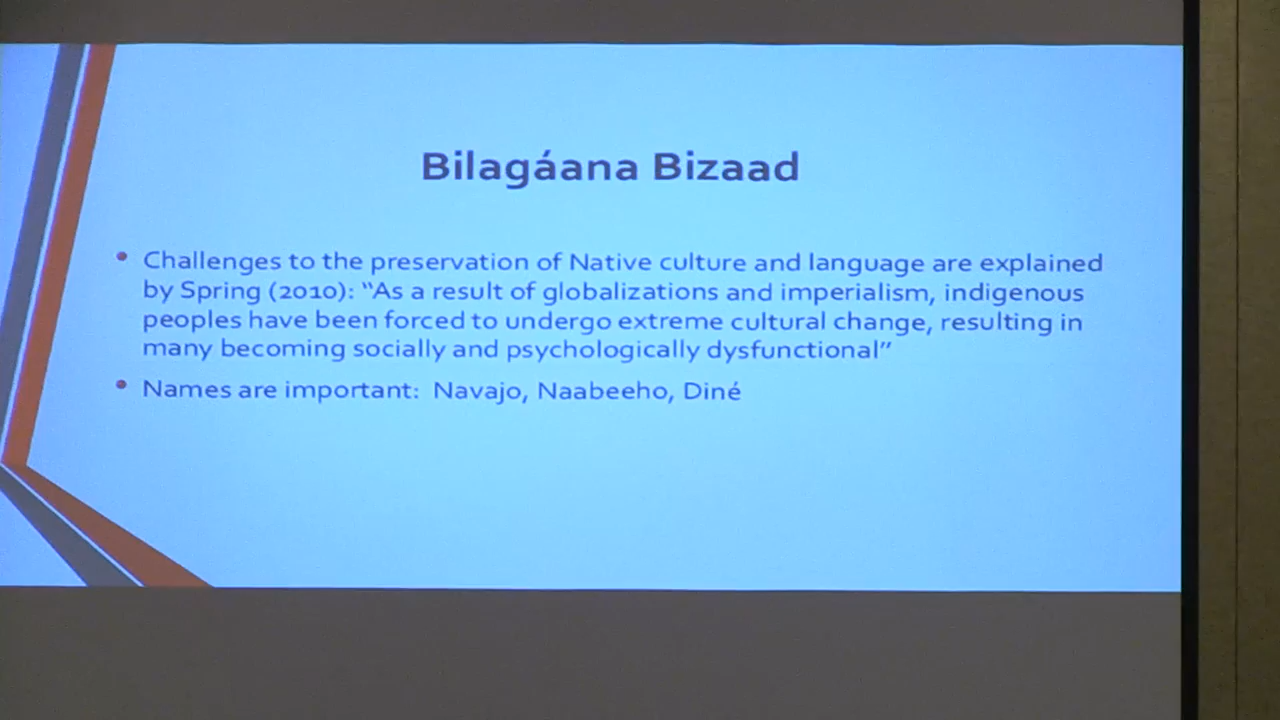 Bilagáana Bizaad
• Challenges to the preservation of Native culture and language are explained
by Spring (2010): “As a result of globalizations and imperialism, indigenous
peoples have been forced to undergo extreme cultural change, resulting in
many becoming socially and psychologically dysfunctional”
• Names are important:  Navajo, Naabeeho, Diné